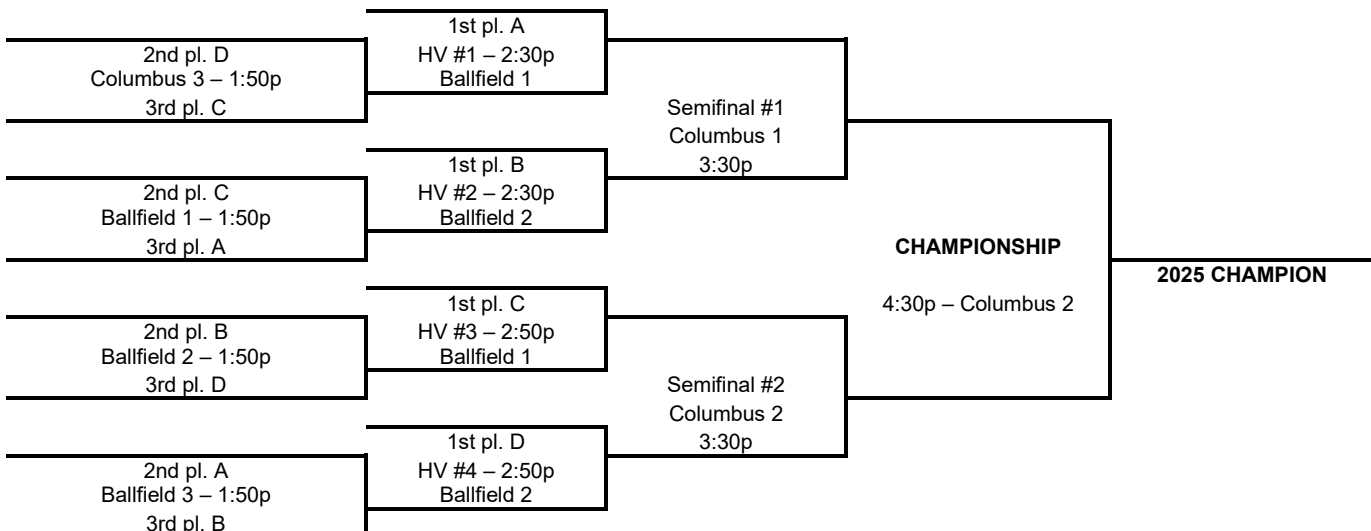 1st pl. A
2nd pl. D
HV #1 – 2:30p
Columbus 3 – 1:50p
Ballfield 1
3rd pl. C
Semifinal #1
Columbus 1
3:30p
1st pl. B
2nd pl. C
HV #2 – 2:30p
Ballfield 1 – 1:50p
Ballfield 2
3rd pl. A
CHAMPIONSHIP
2025 CHAMPION
4:30p – Columbus 2
1st pl. C
2nd pl. B
HV #3 – 2:50p
Ballfield 2 – 1:50p
Ballfield 1
3rd pl. D
Semifinal #2
Columbus 2
3:30p
1st pl. D
2nd pl. A
HV #4 – 2:50p
Ballfield 3 – 1:50p
Ballfield 2
3rd pl. B